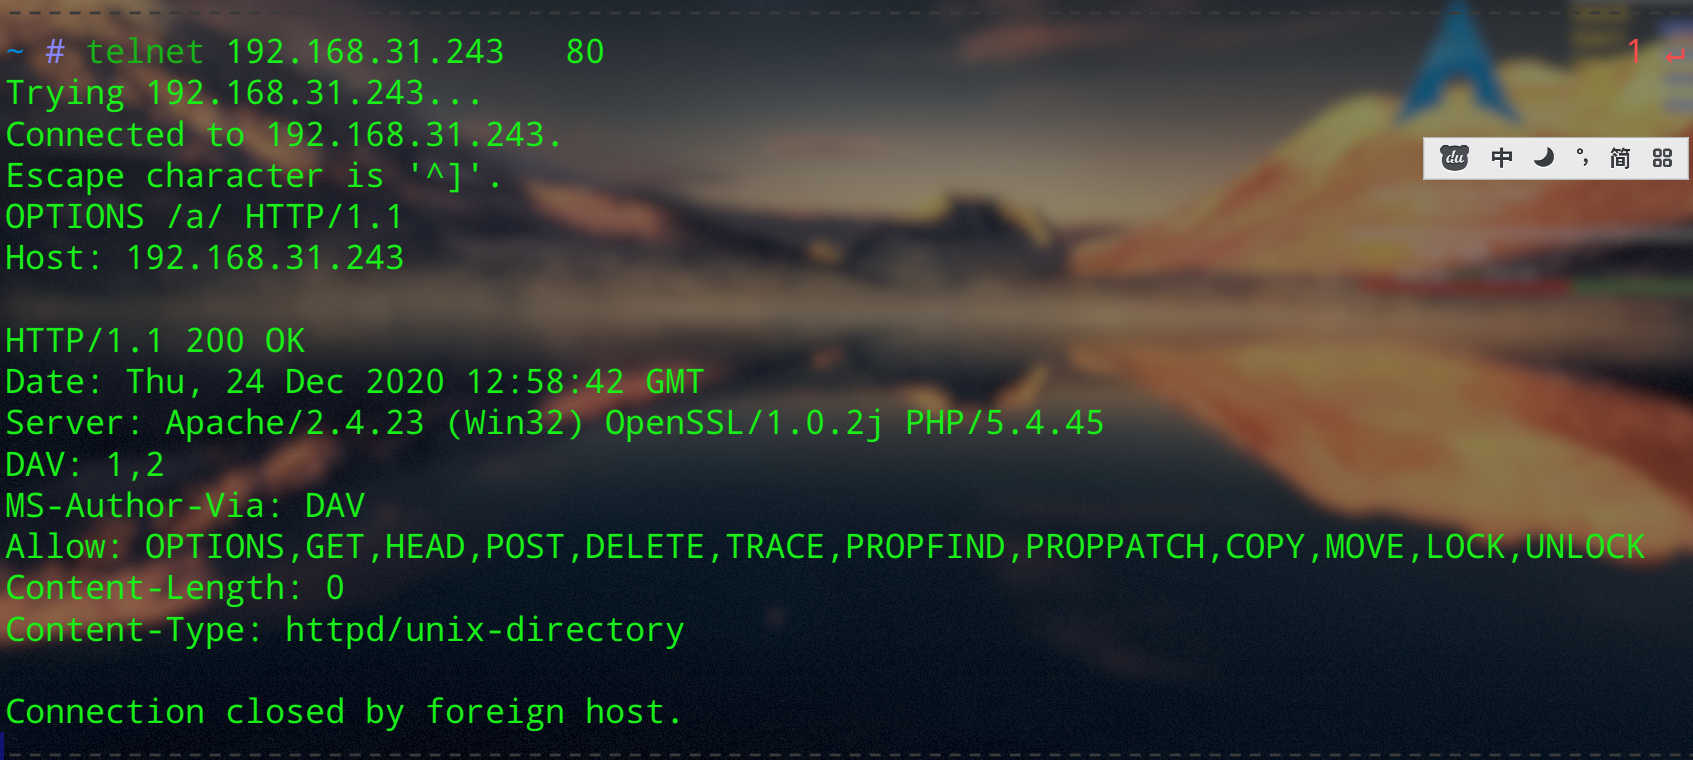 ~ # telnet 192.168.31.243   80 1 ↵
Trying 192.168.31.243...
Connected to 192.168.31.243.
Escape character is '^]'.
du 中 °, 简
OPTIONS /a/ HTTP/1.1
Host: 192.168.31.243
HTTP/1.1 200 OK
Date: Thu, 24 Dec 2020 12:58:42 GMT
Server: Apache/2.4.23 (Win32) OpenSSL/1.0.2j PHP/5.4.45
DAV: 1,2
MS-Author-Via: DAV
Allow: OPTIONS,GET,HEAD,POST,DELETE,TRACE,PROPFIND,PROPPATCH,COPY,MOVE,LOCK,UNLOCK
Content-Length: 0
Content-Type: httpd/unix-directory
Connection closed by foreign host.